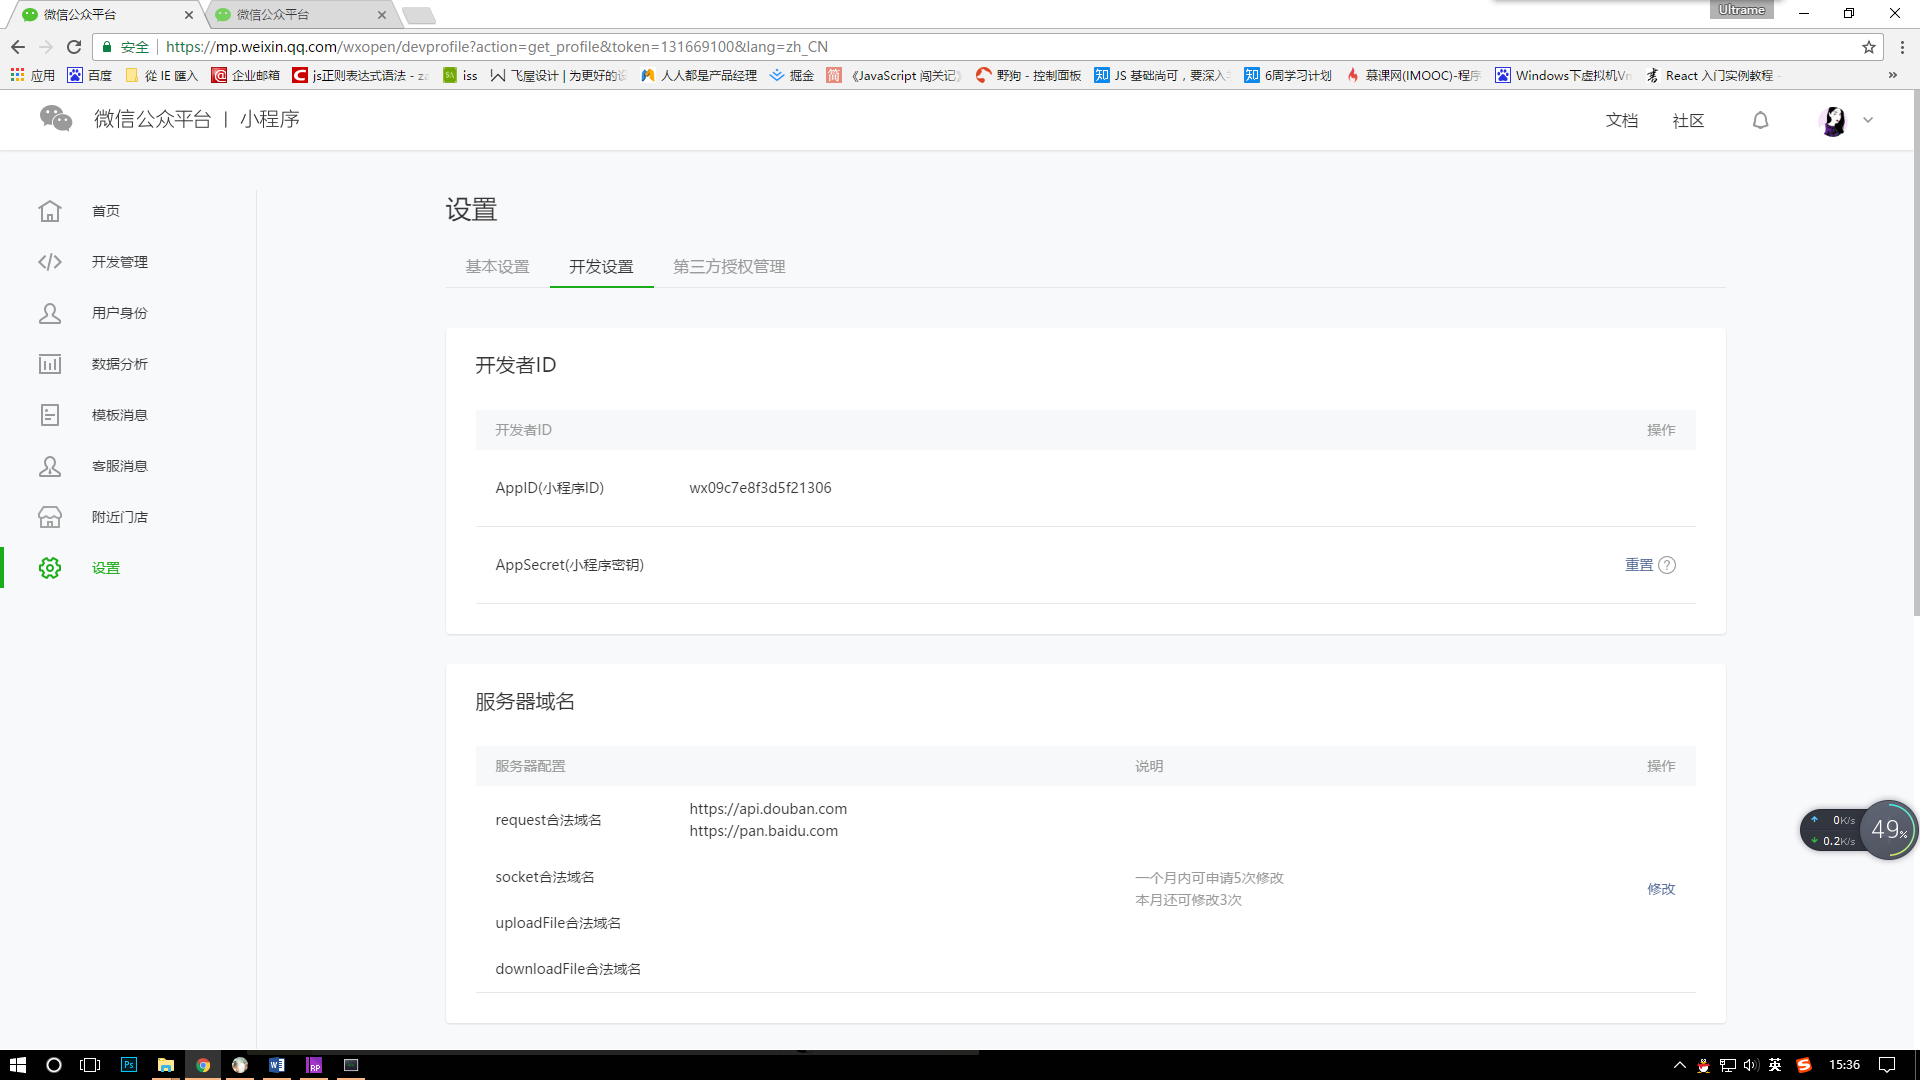 微信公众平台
微信公众平台
Ultrame
安全
https://mp.weixin.qq.com/wxopen/devprofile?action=get_profile&token=131669100&lang=zh_CN
应用
百度
從 IE 匯入
企业邮箱
js正则表达式语法 - za
iss
飞屋设计 | 为更好的设
人人都是产品经理
掘金
简
《JavaScript 闯关记》
野狗 - 控制面板
知
JS 基础尚可，要深入
知
6周学习计划
慕课网(IMOOC)-程序
Windows下虚拟机Vm
React 入门实例教程 -
微信公众平台 | 小程序
文档
社区
首页
开发管理
用户身份
数据分析
模板消息
客服消息
附近门店
设置
设置
基本设置
开发设置
第三方授权管理
开发者ID
开发者ID
操作
AppID(小程序ID)
wx09c7e8f3d5f21306
AppSecret(小程序密钥)
重置
服务器域名
服务器配置
说明
操作
request合法域名
https://api.douban.com
https://pan.baidu.com
socket合法域名
uploadFile合法域名
downloadFile合法域名
一个月内可申请5次修改
本月还可修改3次
修改
0K/s
0.2K/s
49%
Ps
RP
英
15:36